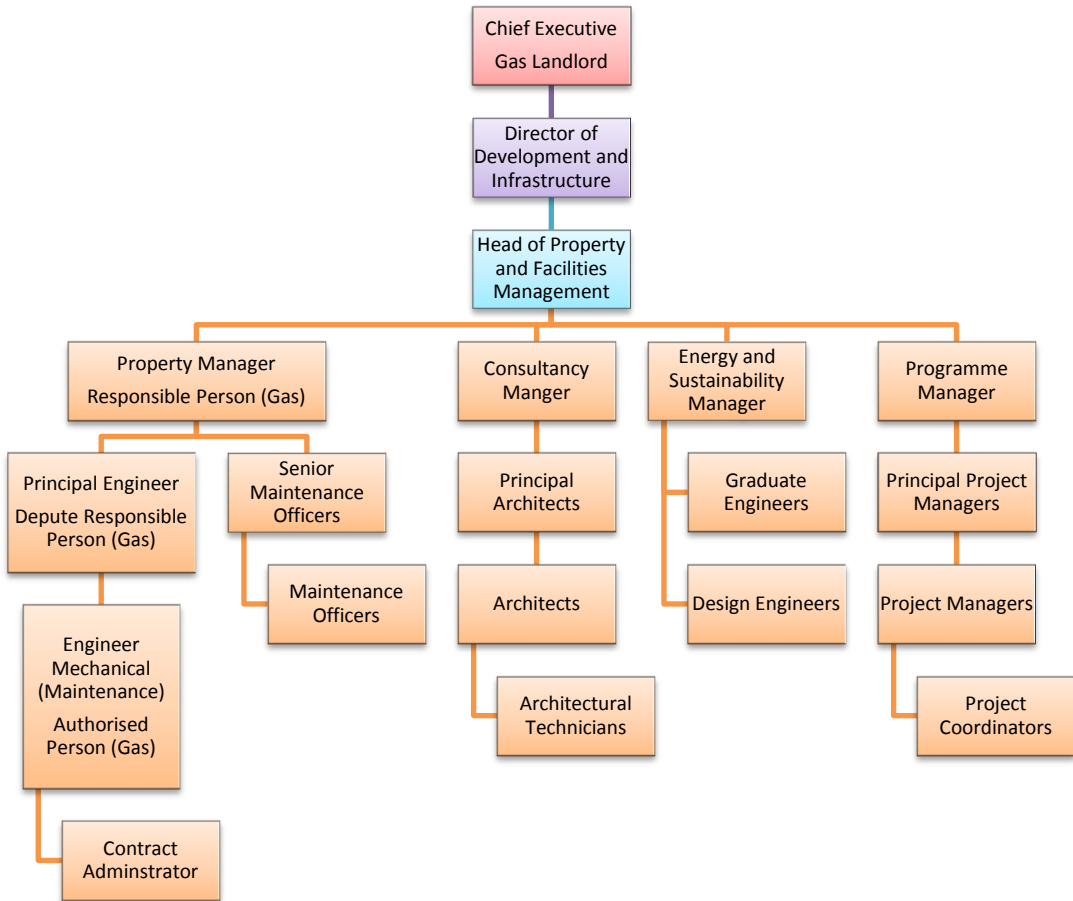 Chief Executive
Gas Landlord
Director of
Development and
Infrastructure
Head of Property
and Facilities
Management
Property Manager
Responsible Person (Gas)
Consultancy
Manger
Energy and
Sustainability
Manager
Programme
Manager
Principal Engineer
Depute Responsible
Person (Gas)
Senior
Maintenance
Officers
Principal
Architects
Graduate
Engineers
Principal Project
Managers
Maintenance
Officers
Architects
Design Engineers
Project Managers
Engineer
Mechanical
(Maintenance)
Authorised
Person (Gas)
Architectural
Technicians
Project
Coordinators
Contract
Adminstrator